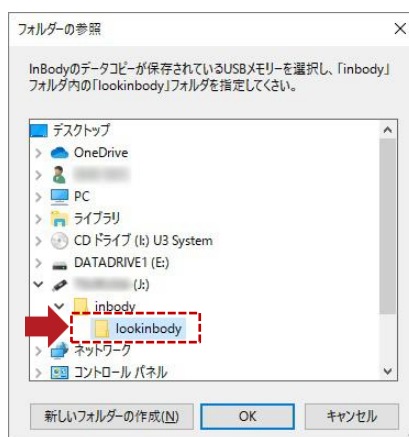 フォルダーの参照
InBodyのデータコピーが保存されているUSBメモリーを選択し、「inbody」
フォルダ内の「lookinbody」フォルダを指定してくさい。
デスクトップ
OneDrive
PC
ライブラリ
CD ドライブ (I:) U3 System
DATADRIVE1 (E:)
(J:)
inbody
lookinbody
ネットワーク
コントロール パネル
新しいフォルダーの作成(N)
OK
キャンセル